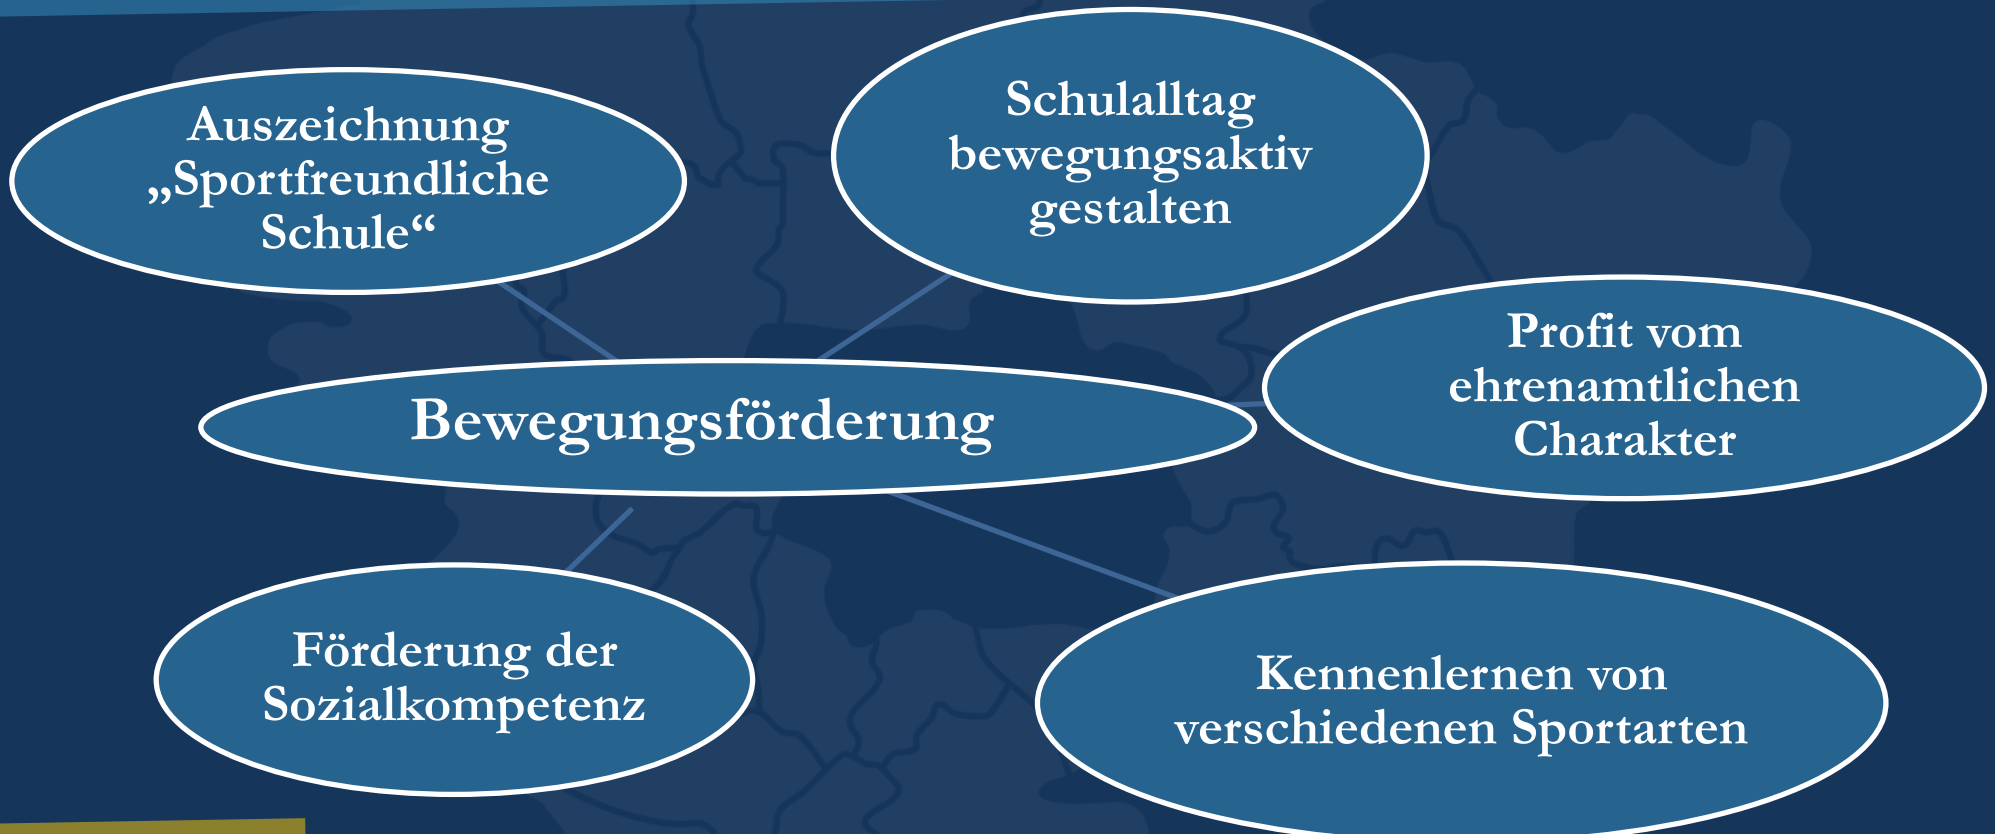 Auszeichnung
„Sportfreundliche
Schule“
Schulalltag
bewegungsaktiv
gestalten
Profit vom
ehrenamtlichen
Charakter
Bewegungsförderung
Förderung der
Sozialkompetenz
Kennenlernen von
verschiedenen Sportarten